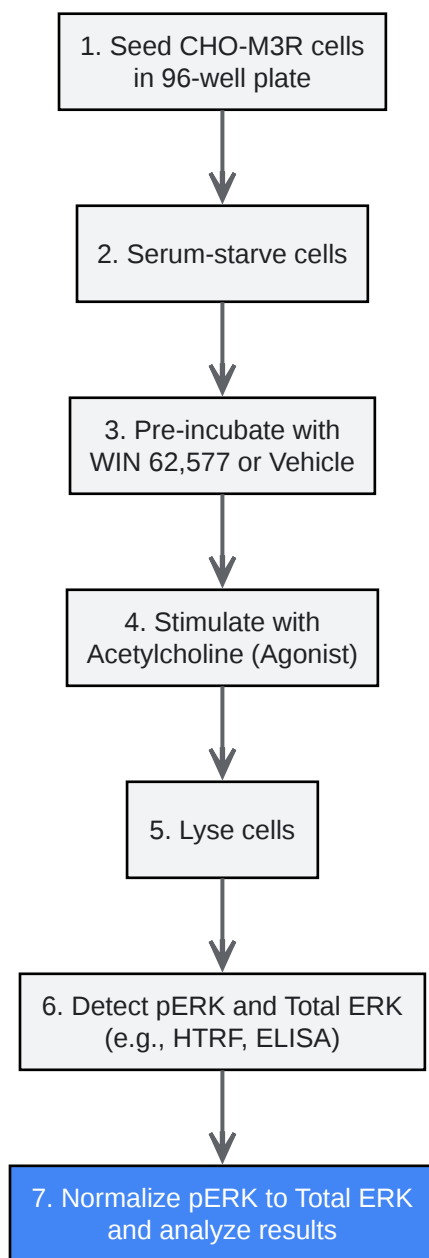 1. Seed CHO-M3R cells
in 96-well plate
2. Serum-starve cells
3. Pre-incubate with
WIN 62,577 or Vehicle
4. Stimulate with
Acetylcholine (Agonist)
5. Lyse cells
6. Detect pERK and Total ERK
(e.g., HTRF, ELISA)
7. Normalize pERK to Total ERK
and analyze results